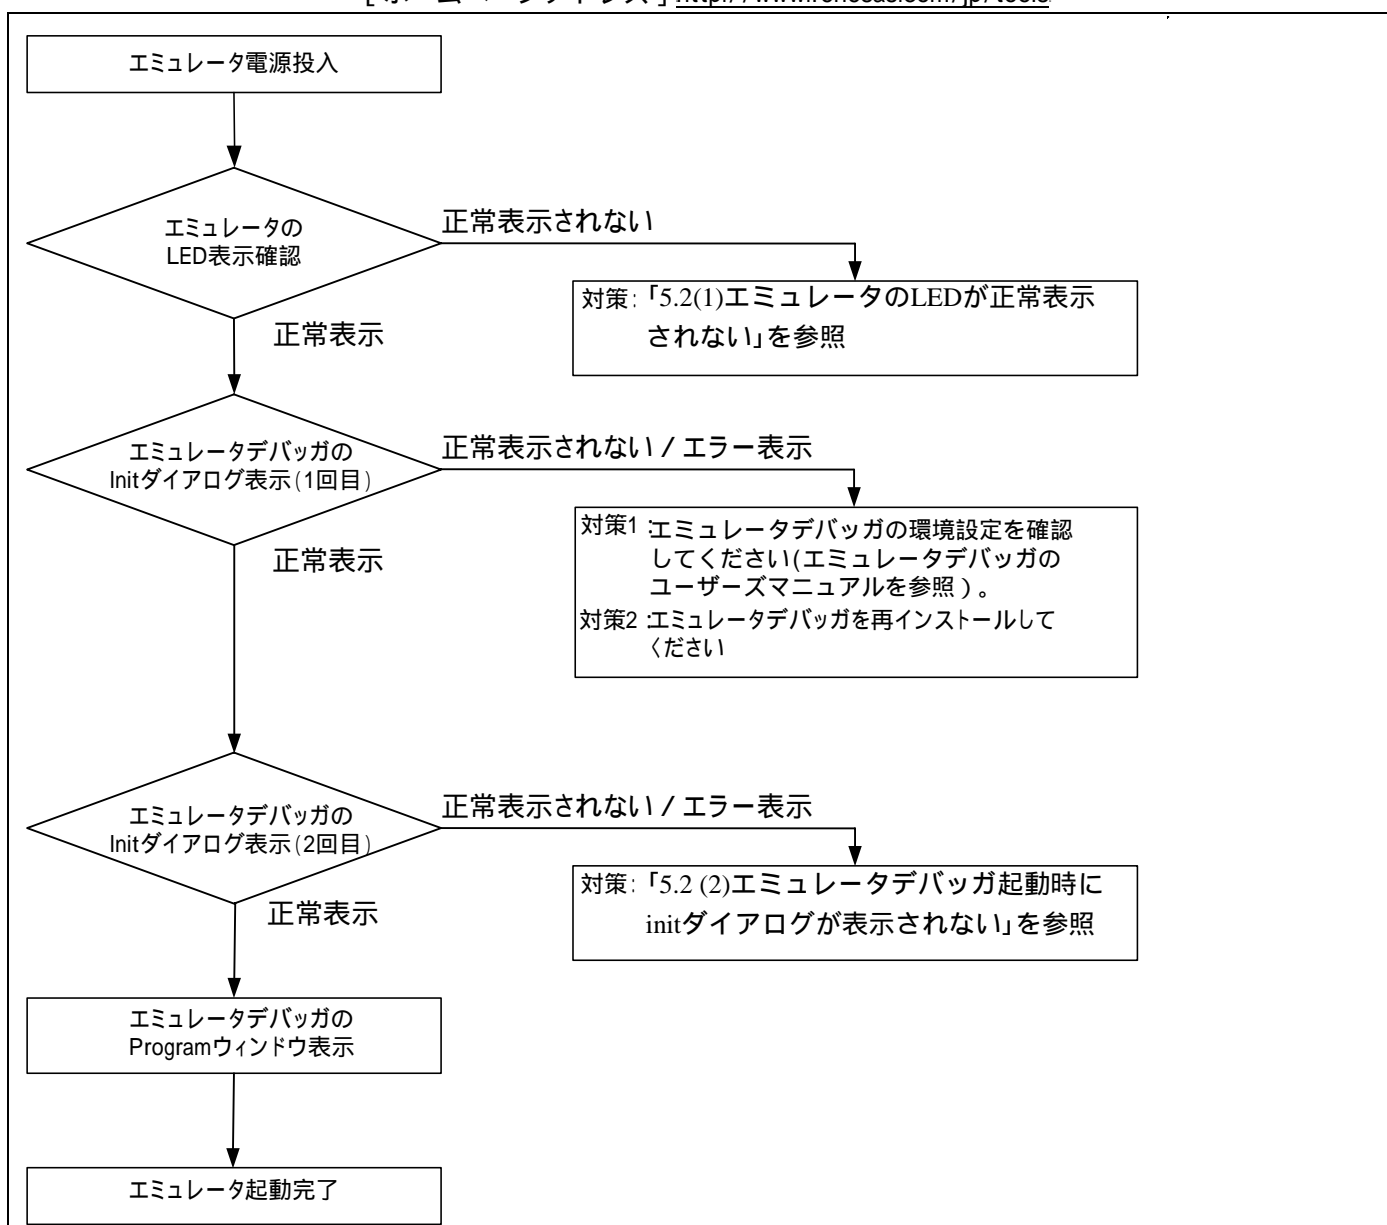 エミュレータ電源投入
エミュレータの
LED表示確認
正常表示されない
対策：「5.2(1)エミュレータのLEDが正常表示
されない」を参照
正常表示
エミュレータデバッガの
Initダイアログ表示（1回目）
正常表示されない / エラー表示
対策1：エミュレータデバッガの環境設定を確認
してください(エミュレータデバッガの
ユーザーズマニュアルを参照）。
対策2：エミュレータデバッガを再インストールして
ください
正常表示
エミュレータデバッガの
Initダイアログ表示（2回目）
正常表示されない / エラー表示
対策：「5.2 (2)エミュレータデバッガ起動時に
initダイアログが表示されない」を参照
正常表示
エミュレータデバッガの
Programウィンドウ表示
エミュレータ起動完了